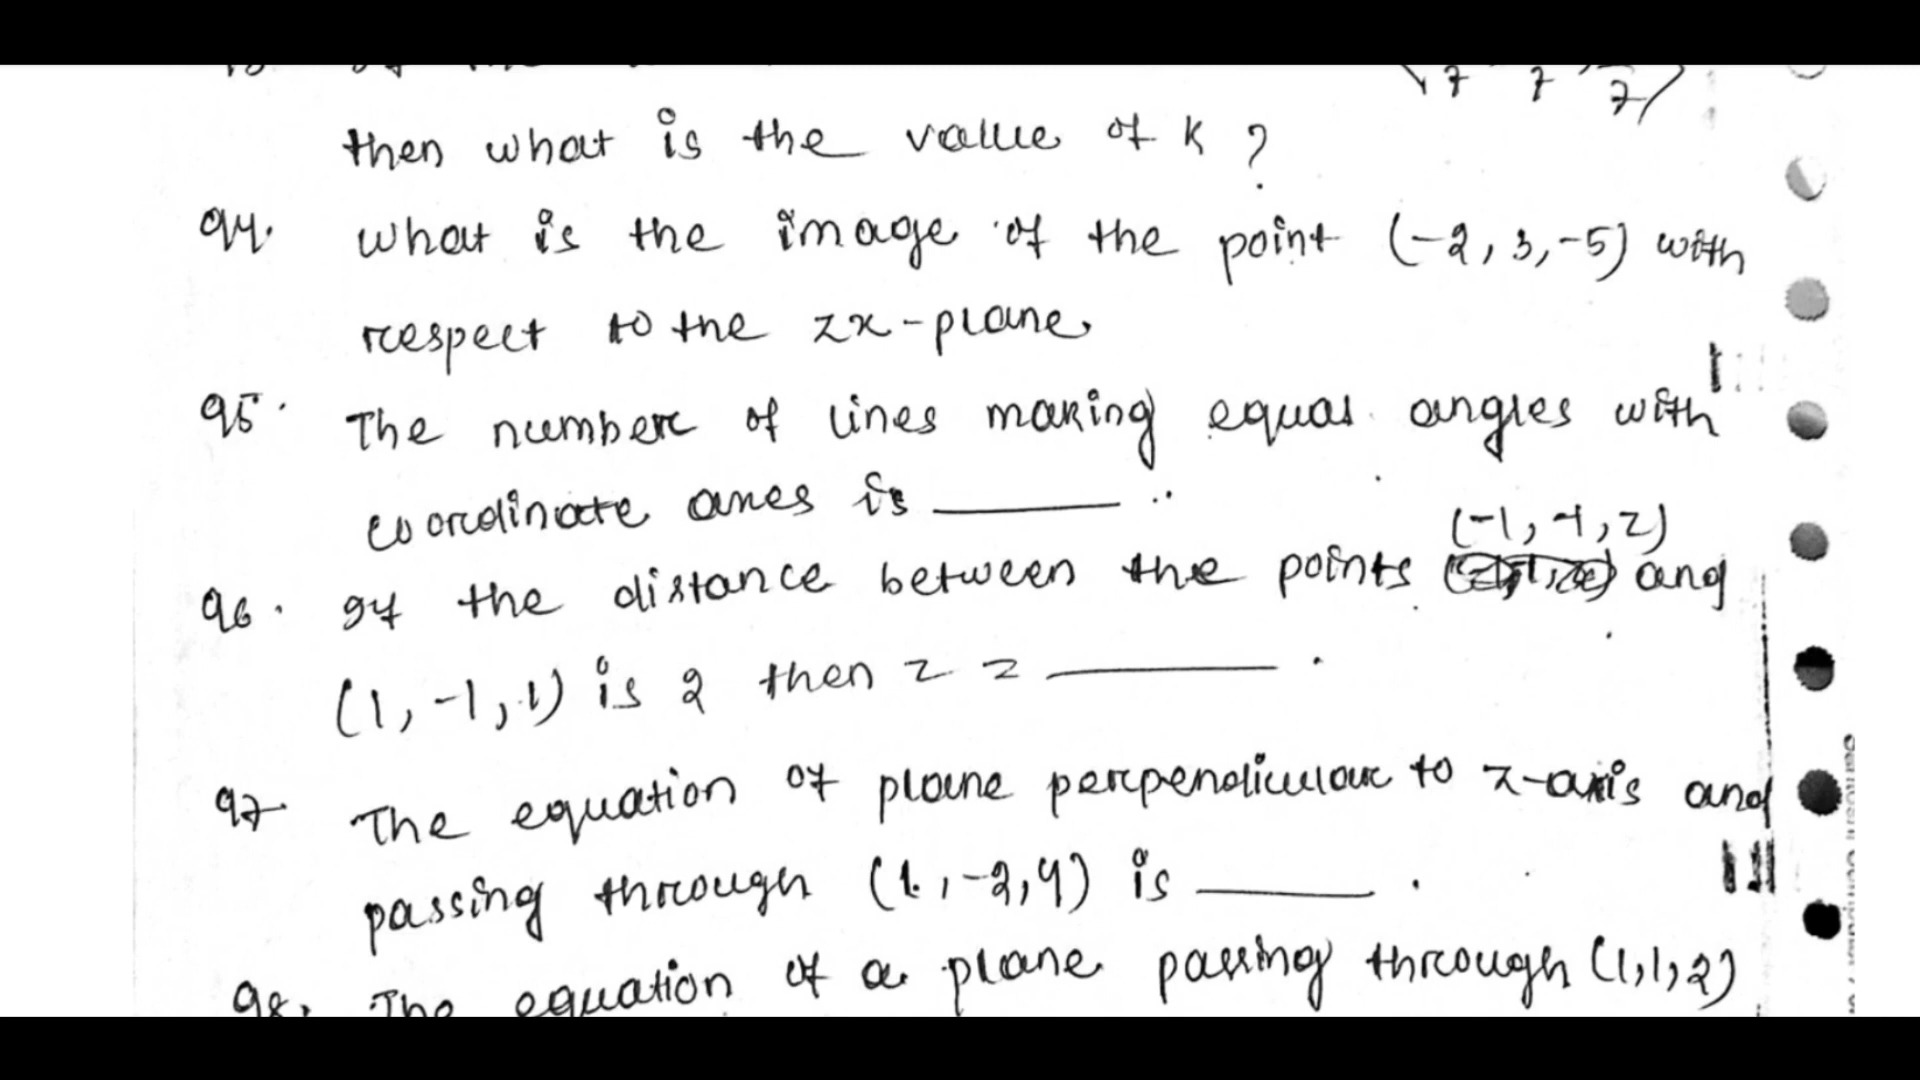 then what is the value of k ?
94. What is the image of the point (-2, 3, -5) with
respect to the zx-plane
95. The number of lines making equal angles with
coordinate axes is ______ .
(-1, -1, z)
96. If the distance between the points and
(1, -1, 1) is 2 then z = ______ .
97 The equation of plane perpendicular to z-axis and
passing through (1, -2, 4) is ______ .
98. The equation of a plane passing through (1, 1, 2)